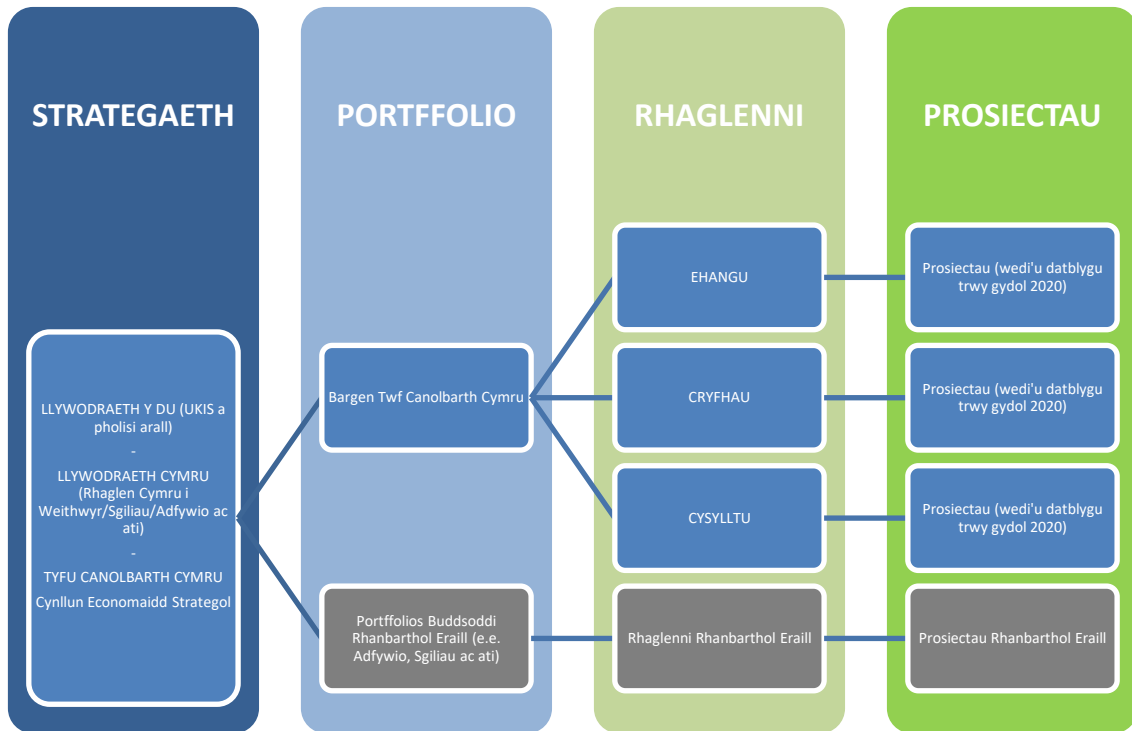 STRATEGAETH
LLYWODRAETH Y DU (UKIS a
pholisi arall)
-
LLYWODRAETH CYMRU
(Rhaglen Cymru i
Weithwyr/Sgiliau/Adfywio ac
ati)
-
TYFU CANOLBARTH CYMRU
Cynllun Economaidd Strategol
PORTFFOLIO
Bargen Twf Canolbarth Cymru
Portffolios Buddsoddi
Rhanbarthol Eraill (e.e.
Adfywio, Sgiliau ac ati)
RHAGLENNI
EHANGU
CRYFHAU
CYSYLLTU
Rhaglenni Rhanbarthol Eraill
PROSIECTAU
Prosiectau (wedi'u datblygu
trwy gydol 2020)
Prosiectau (wedi'u datblygu
trwy gydol 2020)
Prosiectau (wedi'u datblygu
trwy gydol 2020)
Prosiectau Rhanbarthol Eraill